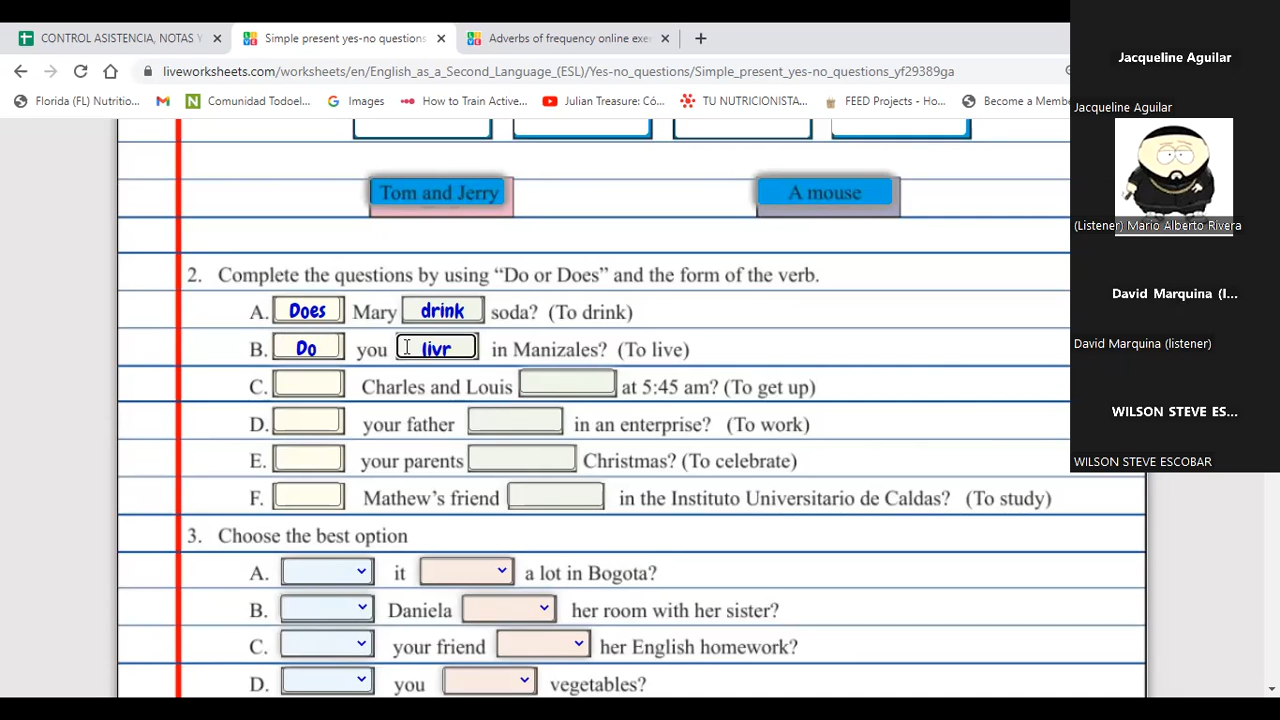 CONTROL ASISTENCIA, NOTAS Y
Simple present yes-no questions
Adverbs of frequency online exe
liveworksheets.com/worksheets/en/English_as_a_Second_Language_(ESL)/Yes-no_questions/Simple_present_yes-no_questions_yf29389ga
Florida (FL) Nutritio...
Comunidad Todoel...
Images
How to Train Active...
Julian Treasure: Có...
TU NUTRICIONISTA...
FEED Projects - Ho...
Become a Membe
Tom and Jerry
A mouse
2. Complete the questions by using “Do or Does” and the form of the verb.
A. Does Mary drink soda? (To drink)
B. Do you livr in Manizales? (To live)
C. Charles and Louis at 5:45 am? (To get up)
D. your father in an enterprise? (To work)
E. your parents Christmas? (To celebrate)
F. Mathew’s friend in the Instituto Universitario de Caldas? (To study)
3. Choose the best option
A. it a lot in Bogota?
B. Daniela her room with her sister?
C. your friend her English homework?
D. you vegetables?
Jacqueline Aguilar
Jacqueline Aguilar
(Listener) Mario Alberto Rivera
David Marquina (l...
David Marquina (listener)
WILSON STEVE ES...
WILSON STEVE ESCOBAR